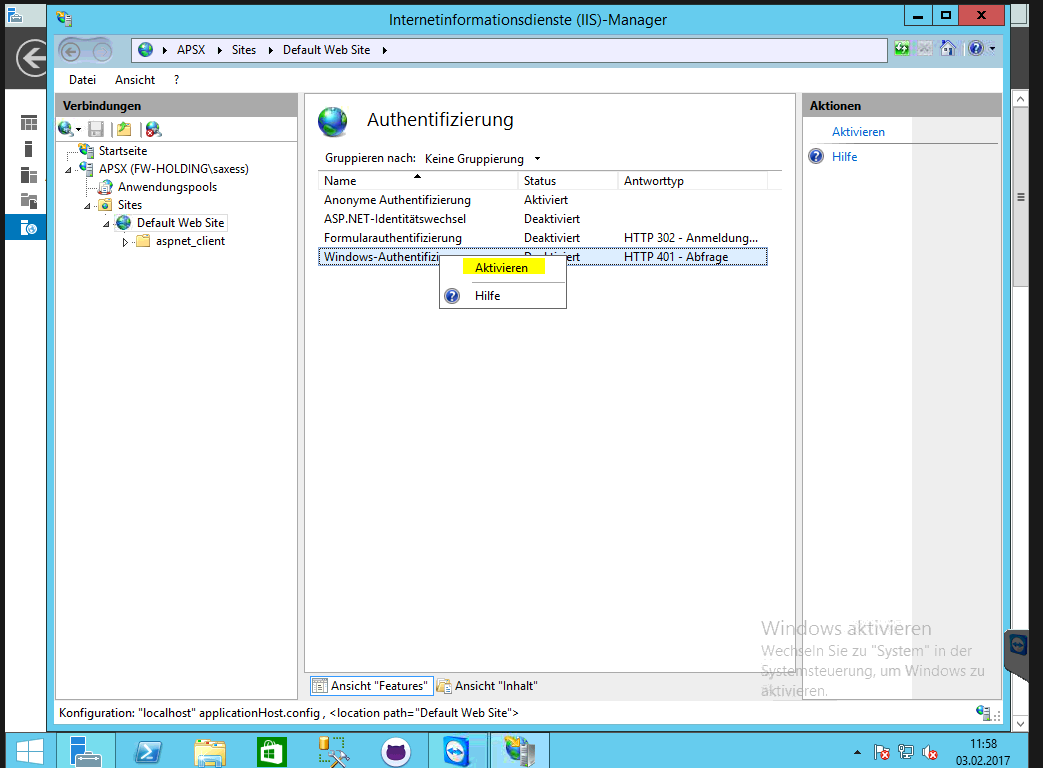 Internetinformationsdienste (IIS)-Manager
APSX Sites Default Web Site
Datei Ansicht ?
Verbindungen
Startseite
APSX (FW-HOLDING\saxess)
Anwendungspools
Sites
Default Web Site
aspnet_client
Authentifizierung
Gruppieren nach: Keine Gruppierung
Name Status Antworttyp
Anonyme Authentifizierung Aktiviert
ASP.NET-Identitätswechsel Deaktiviert
Formularauthentifizierung Deaktiviert HTTP 302 - Anmeldung...
HTTP 401 - Abfrage
Aktivieren
Hilfe
Aktionen
Aktivieren
Hilfe
Windows aktivieren
Wechseln Sie zu "System" in der
Systemsteuerung, um Windows zu
aktivieren.
Ansicht "Features" Ansicht "Inhalt"
Konfiguration: "localhost" applicationHost.config , <location path="Default Web Site">
11:58
03.02.2017